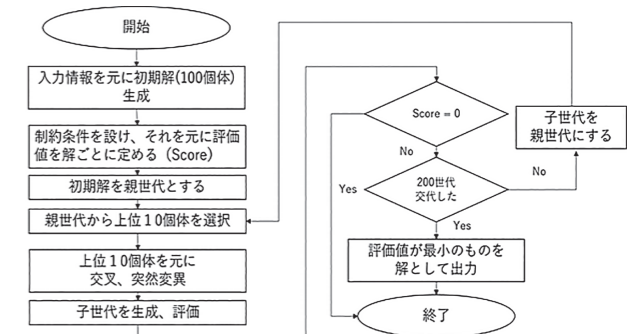 開始
入力情報を元に初期解(100個体)
生成
制約条件を設け、それを元に評価
値を解ごとに定める（Score）
初期解を親世代とする
親世代から上位１0個体を選択
上位１0個体を元に
交叉、突然変異
子世代を生成、評価
Score = 0
No
Yes
200世代
交代した
No
子世代を
親世代にする
Yes
評価値が最小のものを
解として出力
終了